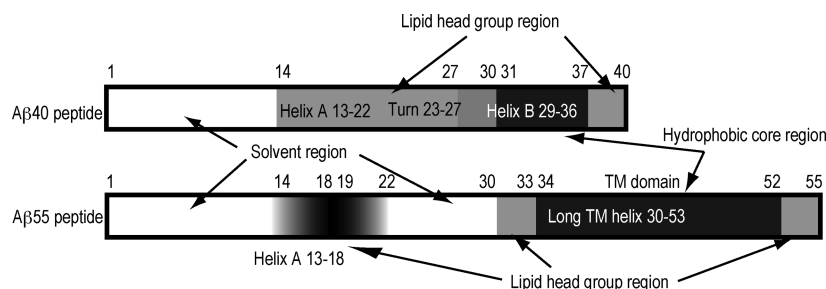 Lipid head group region
1 14 27 30 31 37 40
Aβ40 peptide Helix A 13-22 Turn 23-27 Helix B 29-36
Hydrophobic core region
Solvent region
1 14 18 19 22 30 33 34 TM domain 52 55
Aβ55 peptide Long TM helix 30-53
Helix A 13-18
Lipid head group region